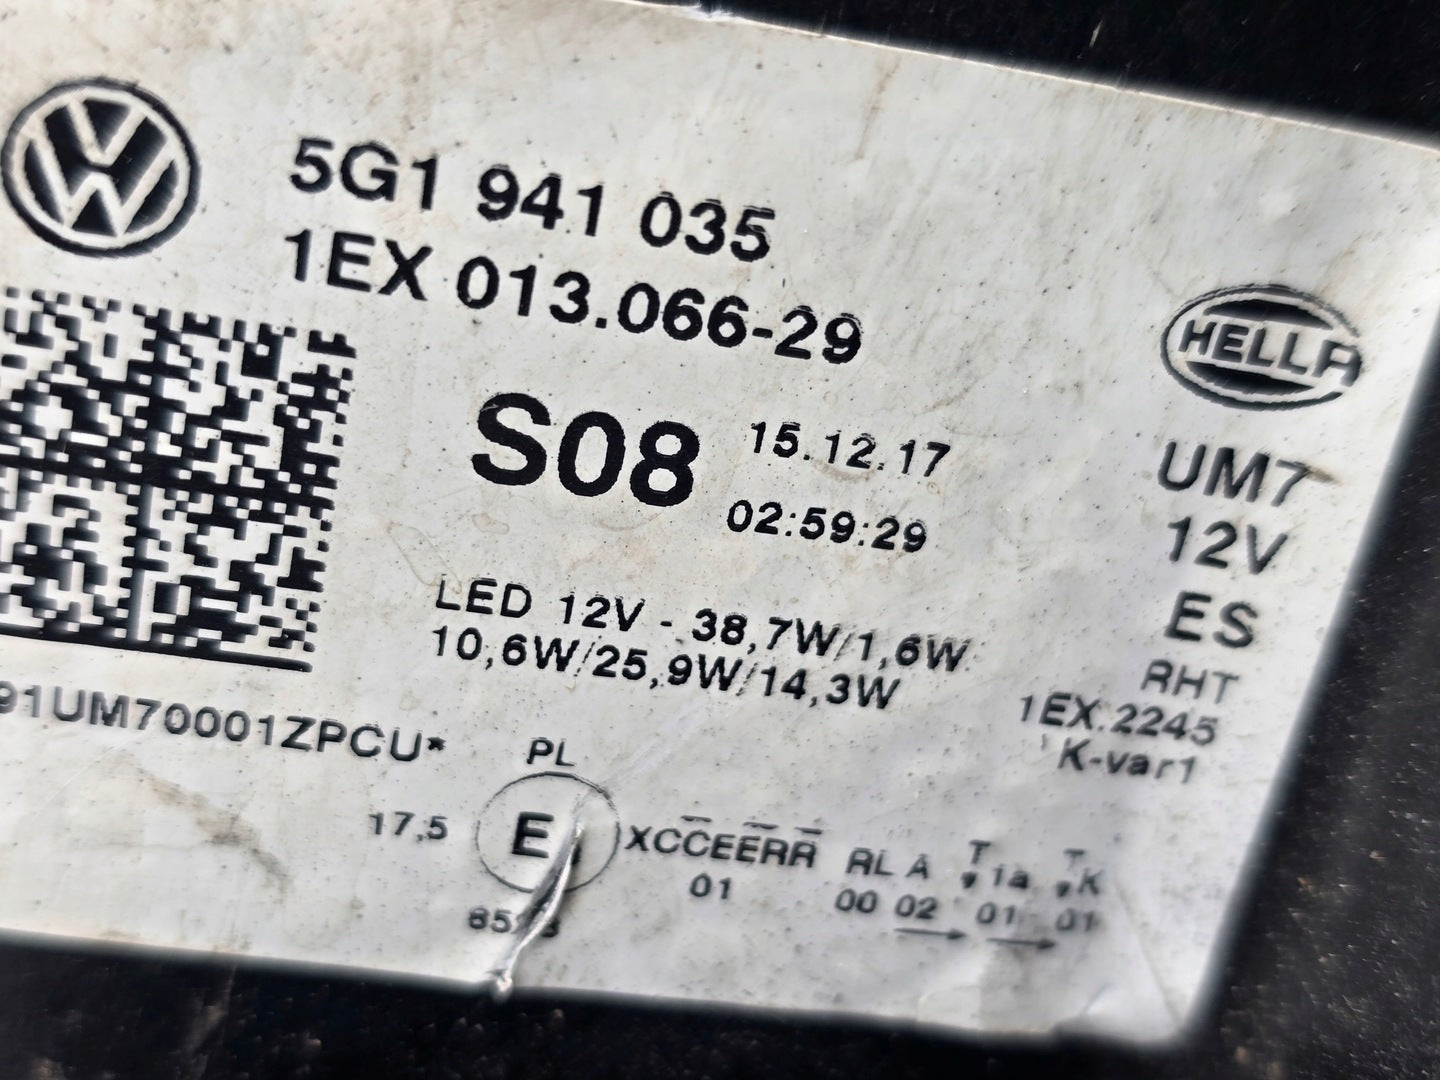 5G1 941 035
1EX 013.066-29
HELLA
S08
15.12.17
02:59:29
UM7
12V
ES
RHT
1EX.2245
K-var1
LED 12V - 38,7W/1,6W
10,6W/25,9W/14,3W
91UM70001ZPCU*
PL
17,5
E
XCCEERR
01
RL A T 1a T K
00 02 01 01